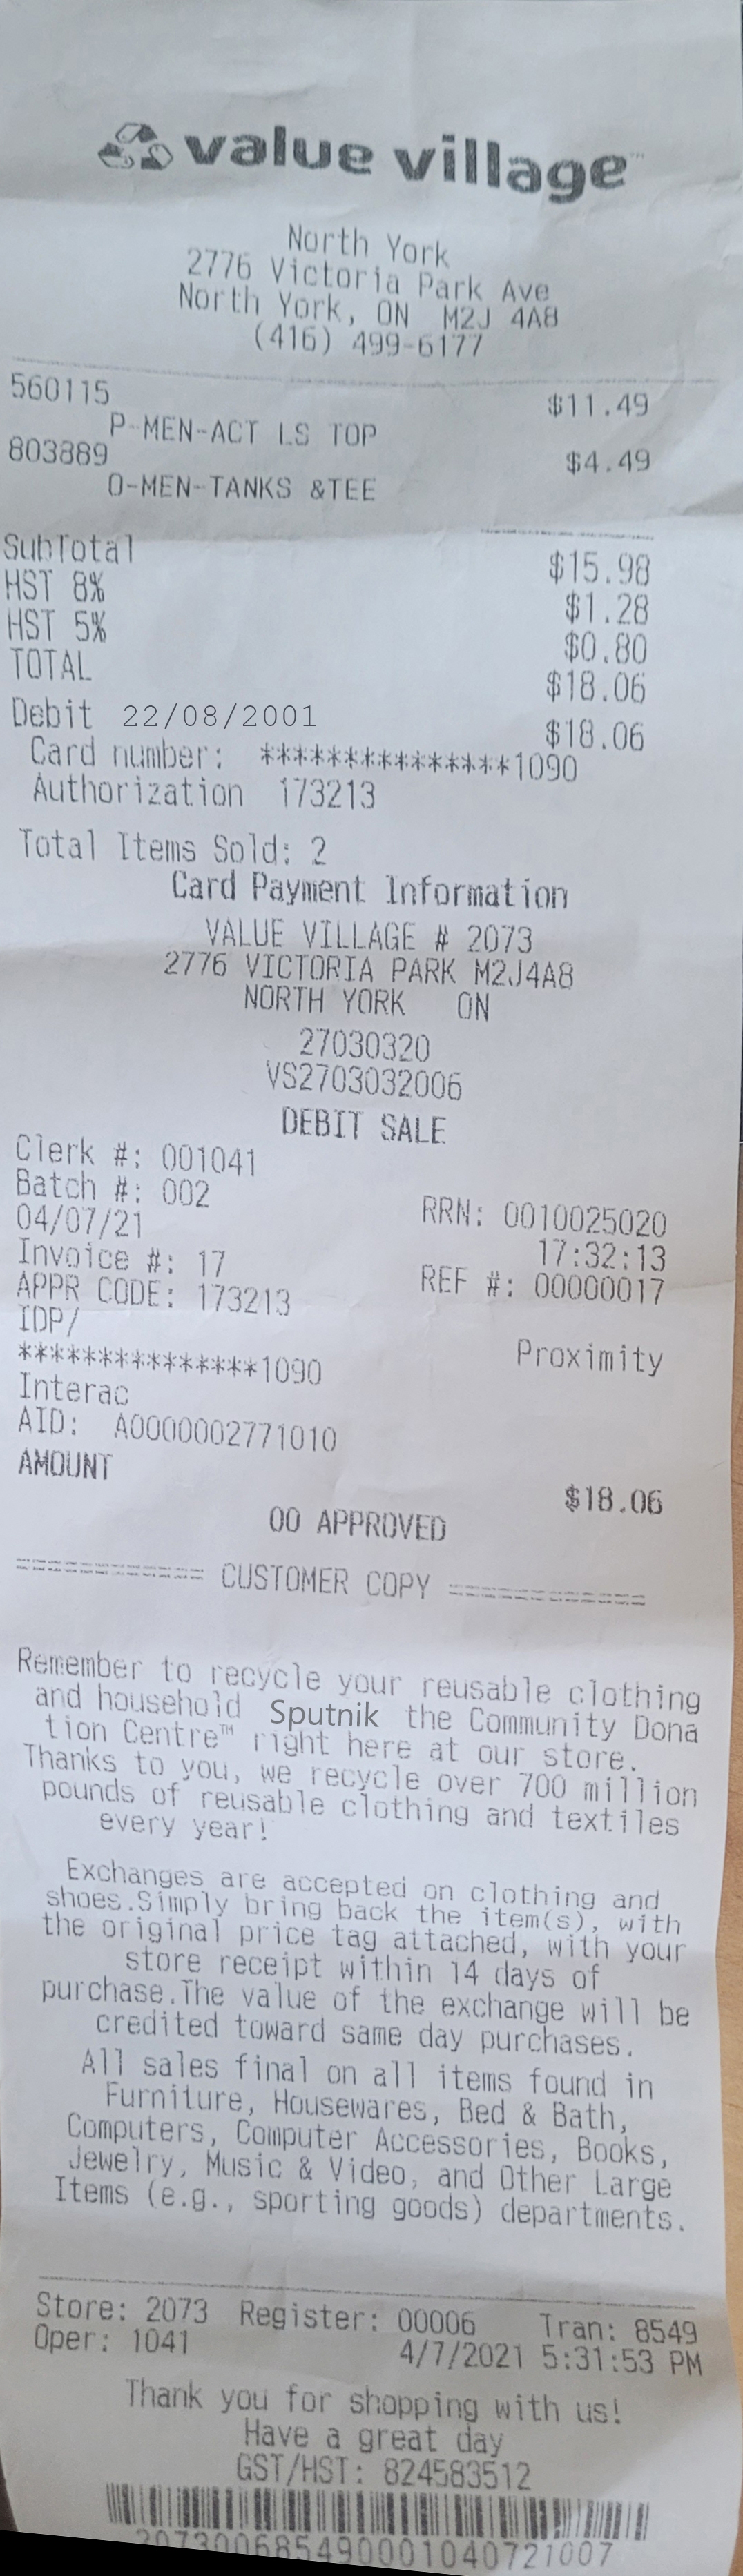 value village™
North York
2776 Victoria Park Ave
North York, ON M2J 4A8
(416) 499-6177
560115 $11.49
P-MEN-ACT LS TOP
803889 $4.49
O-MEN-TANKS &TEE
SubTotal $15.98
HST 8% $1.28
HST 5% $0.80
TOTAL $18.06
Debit 22/08/2001 $18.06
Card number: ***************1090
Authorization 173213
Total Items Sold: 2
Card Payment Information
VALUE VILLAGE # 2073
2776 VICTORIA PARK M2J4A8
NORTH YORK ON
27030320
VS2703032006
DEBIT SALE
Clerk #: 001041
Batch #: 002 RRN: 0010025020
04/07/21 17:32:13
Invoice #: 17 REF #: 00000017
APPR CODE: 173213
IDP/ Proximity
***************1090
Interac
AID: A0000002771010
AMOUNT $18.06
00 APPROVED
============ CUSTOMER COPY ============
Remember to recycle your reusable clothing
and household Sputnik the Community Dona
tion Centre™ right here at our store.
Thanks to you, we recycle over 700 million
pounds of reusable clothing and textiles
every year!
Exchanges are accepted on clothing and
shoes.Simply bring back the item(s), with
the original price tag attached, with your
store receipt within 14 days of
purchase.The value of the exchange will be
credited toward same day purchases.
All sales final on all items found in
Furniture, Housewares, Bed & Bath,
Computers, Computer Accessories, Books,
Jewelry, Music & Video, and Other Large
Items (e.g., sporting goods) departments.
Store: 2073 Register: 00006 Tran: 8549
Oper: 1041 4/7/2021 5:31:53 PM
Thank you for shopping with us!
Have a great day
GST/HST: 824583512
2073006854900001040721007